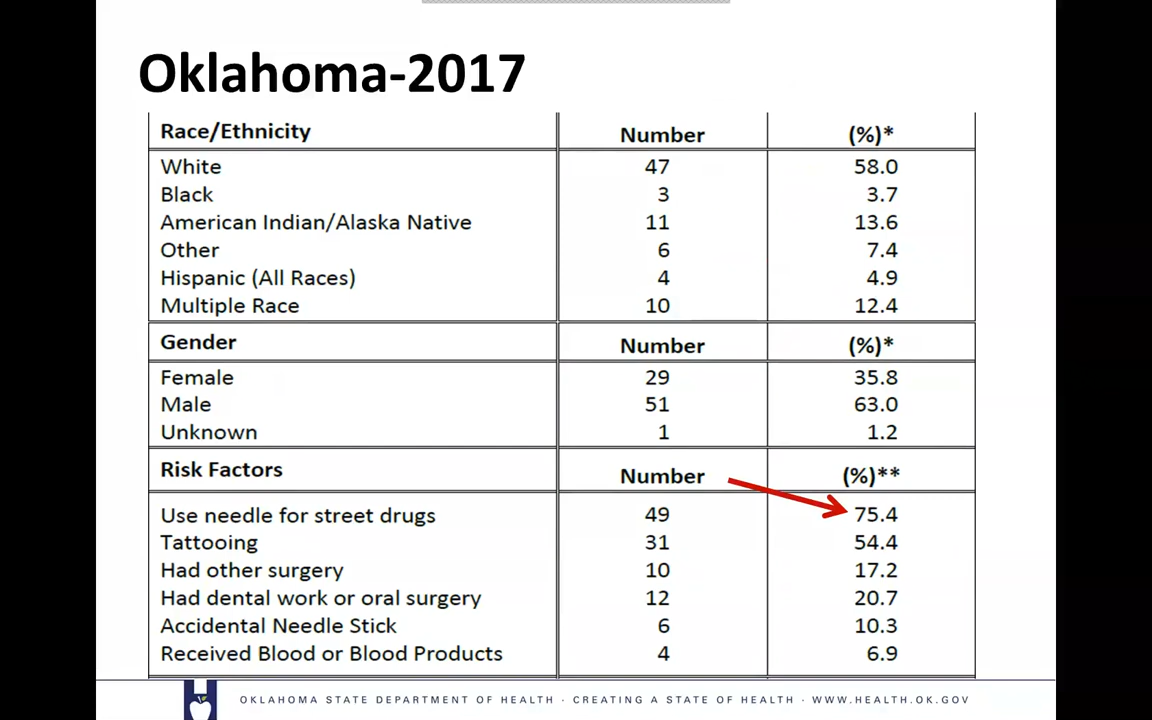 Oklahoma-2017
Race/Ethnicity Number (%)*
White 47 58.0
Black 3 3.7
American Indian/Alaska Native 11 13.6
Other 6 7.4
Hispanic (All Races) 4 4.9
Multiple Race 10 12.4
Gender Number (%)*
Female 29 35.8
Male 51 63.0
Unknown 1 1.2
Risk Factors Number (%)**
Use needle for street drugs 49 75.4
Tattooing 31 54.4
Had other surgery 10 17.2
Had dental work or oral surgery 12 20.7
Accidental Needle Stick 6 10.3
Received Blood or Blood Products 4 6.9
OKLAHOMA STATE DEPARTMENT OF HEALTH · CREATING A STATE OF HEALTH · WWW.HEALTH.OK.GOV